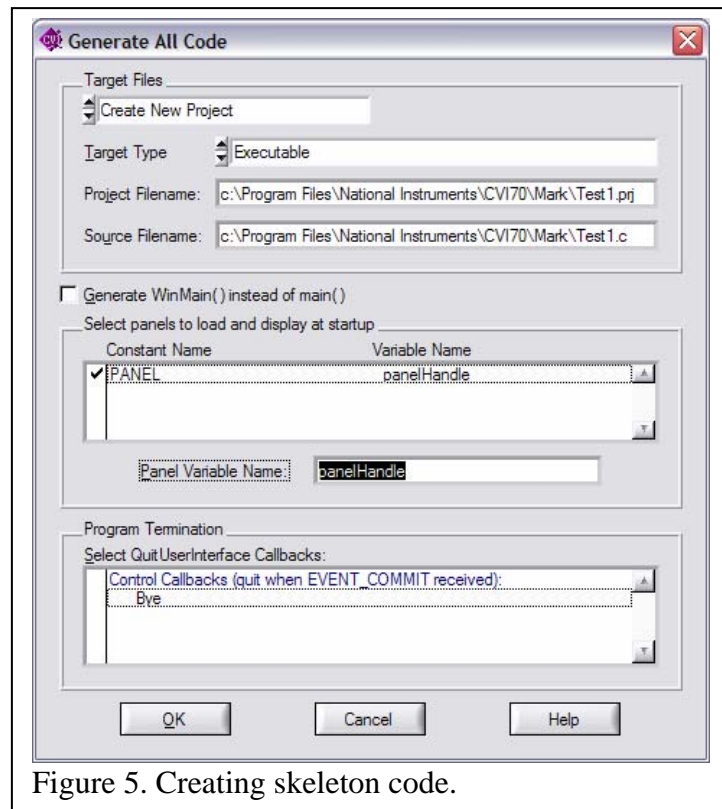 CVI Generate All Code
Target Files
Create New Project
Target Type Executable
Project Filename: c:\Program Files\National Instruments\CVI70\Mark\Test1.prj
Source Filename: c:\Program Files\National Instruments\CVI70\Mark\Test1.c
Generate WinMain() instead of main()
Select panels to load and display at startup
Constant Name Variable Name
PANEL panelHandle
Panel Variable Name: panelHandle
Program Termination
Select QuitUserInterface Callbacks:
Control Callbacks (quit when EVENT_COMMIT received):
Bye
OK Cancel Help
Figure 5. Creating skeleton code.